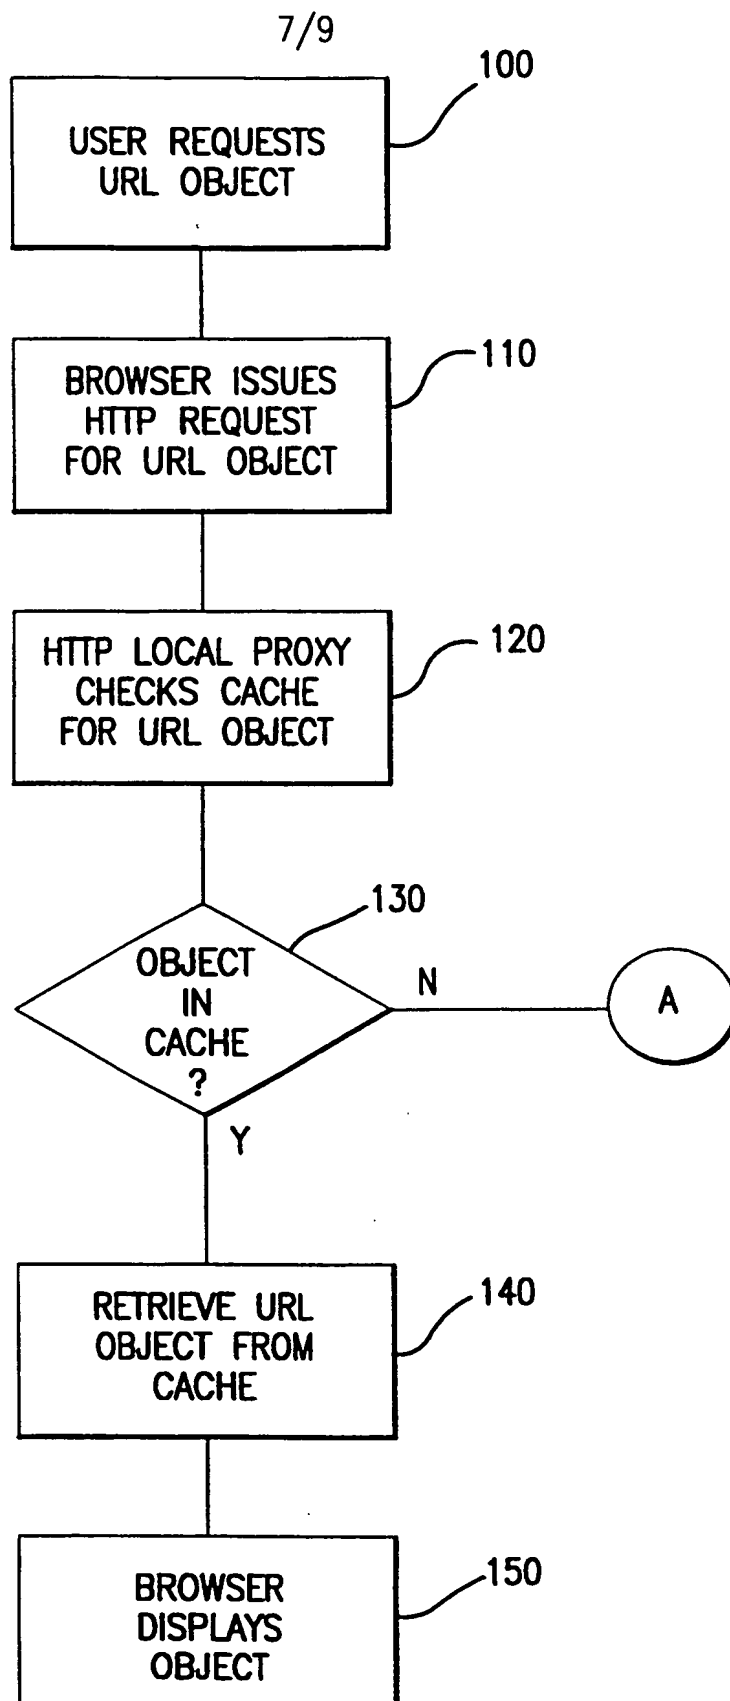 7/9
100
USER REQUESTS
URL OBJECT
110
BROWSER ISSUES
HTTP REQUEST
FOR URL OBJECT
120
HTTP LOCAL PROXY
CHECKS CACHE
FOR URL OBJECT
130
OBJECT
IN
CACHE
?
N
A
Y
140
RETRIEVE URL
OBJECT FROM
CACHE
150
BROWSER
DISPLAYS
OBJECT